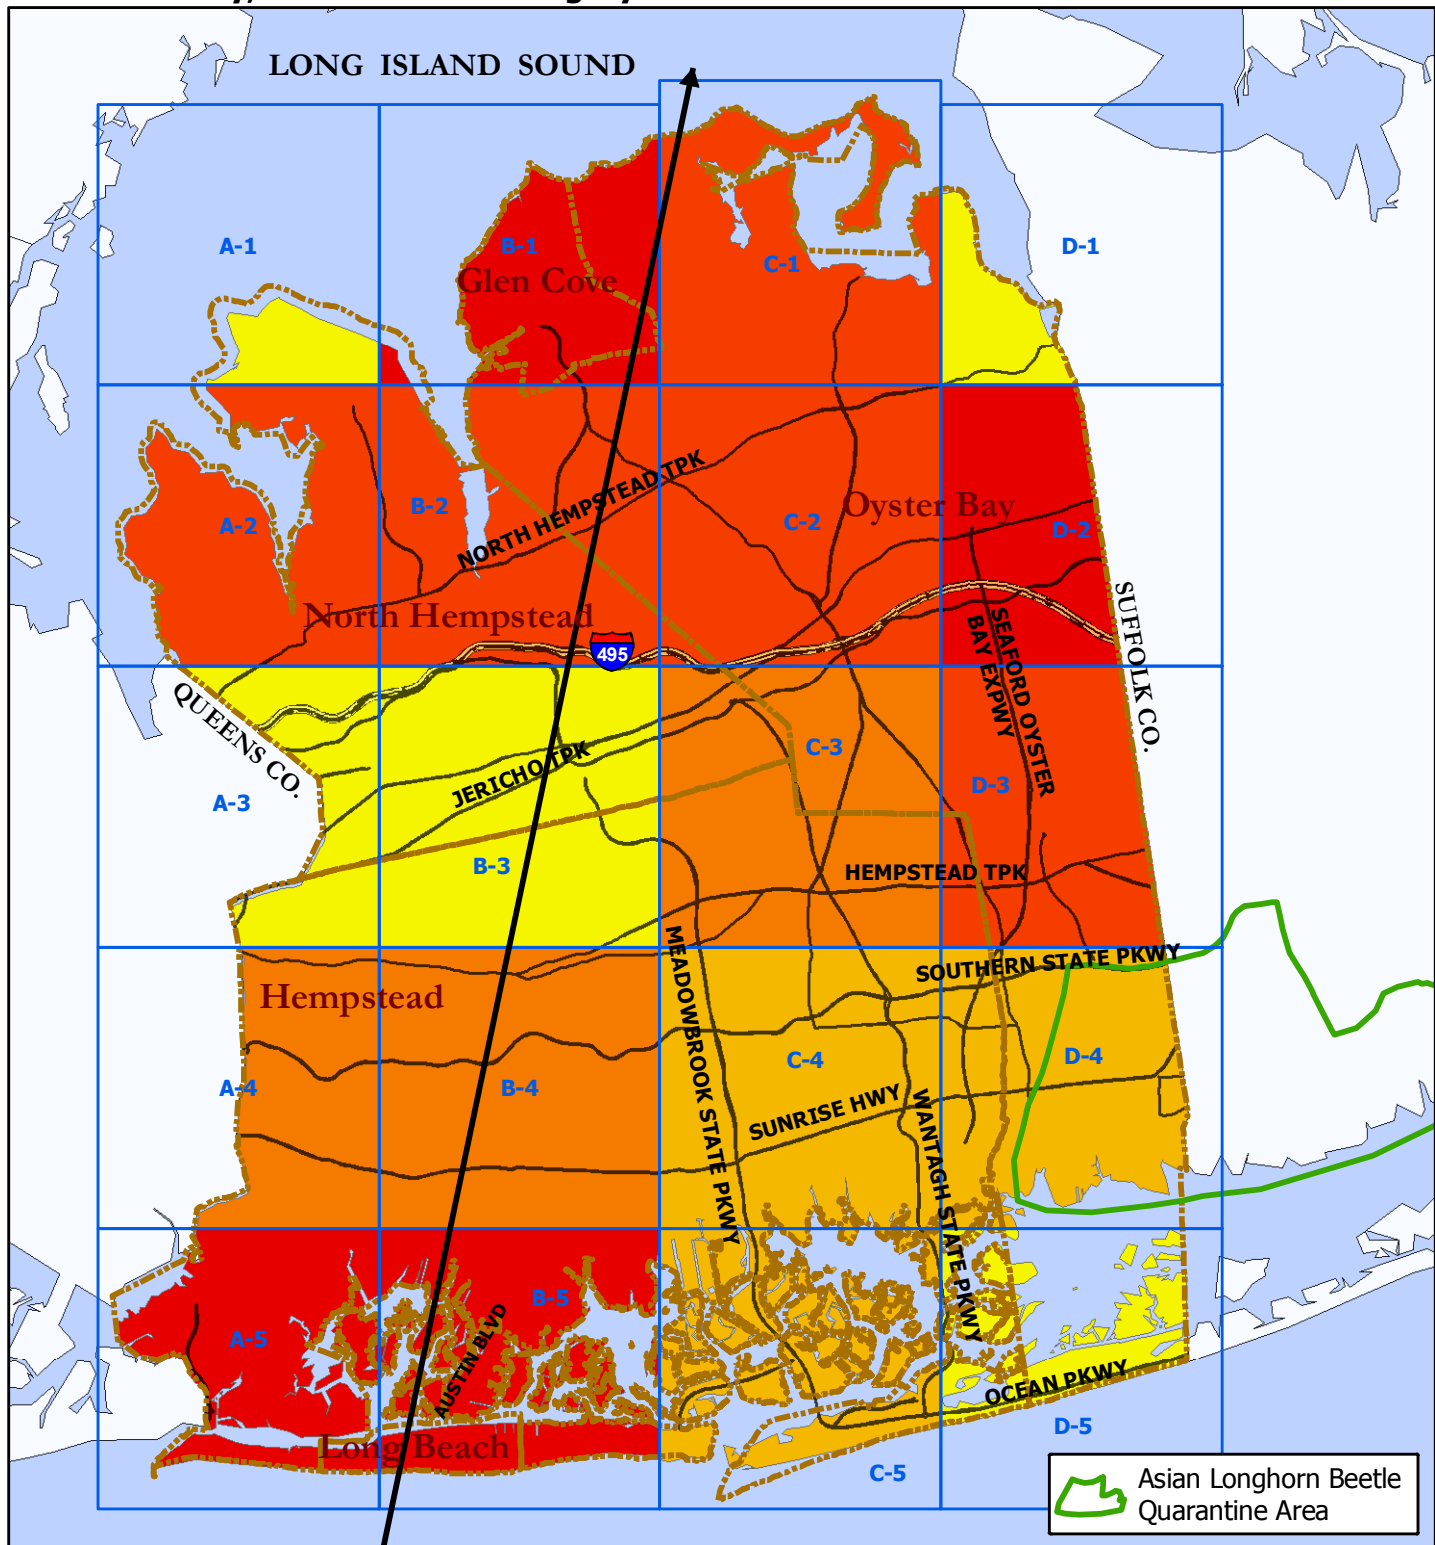 LONG ISLAND SOUND
A-1
B-1
C-1
D-1
Glen Cove
NORTH HEMPSTEAD TPK
Oyster Bay
A-2
B-2
C-2
D-2
North Hempstead
495
SEAFORD OYSTER
BAY EXPWY
SUFFOLK CO.
QUEENS CO.
JERICHO TPK
A-3
B-3
C-3
D-3
HEMPSTEAD TPK
MEADOWBROOK STATE PKWY
SOUTHERN STATE PKWY
Hempstead
A-4
B-4
C-4
D-4
SUNRISE HWY
WANTAGH STATE PKWY
A-5
B-5
AUSTIN BLVD
OCEAN PKWY
Long Beach
C-5
D-5
Asian Longhorn Beetle
Quarantine Area